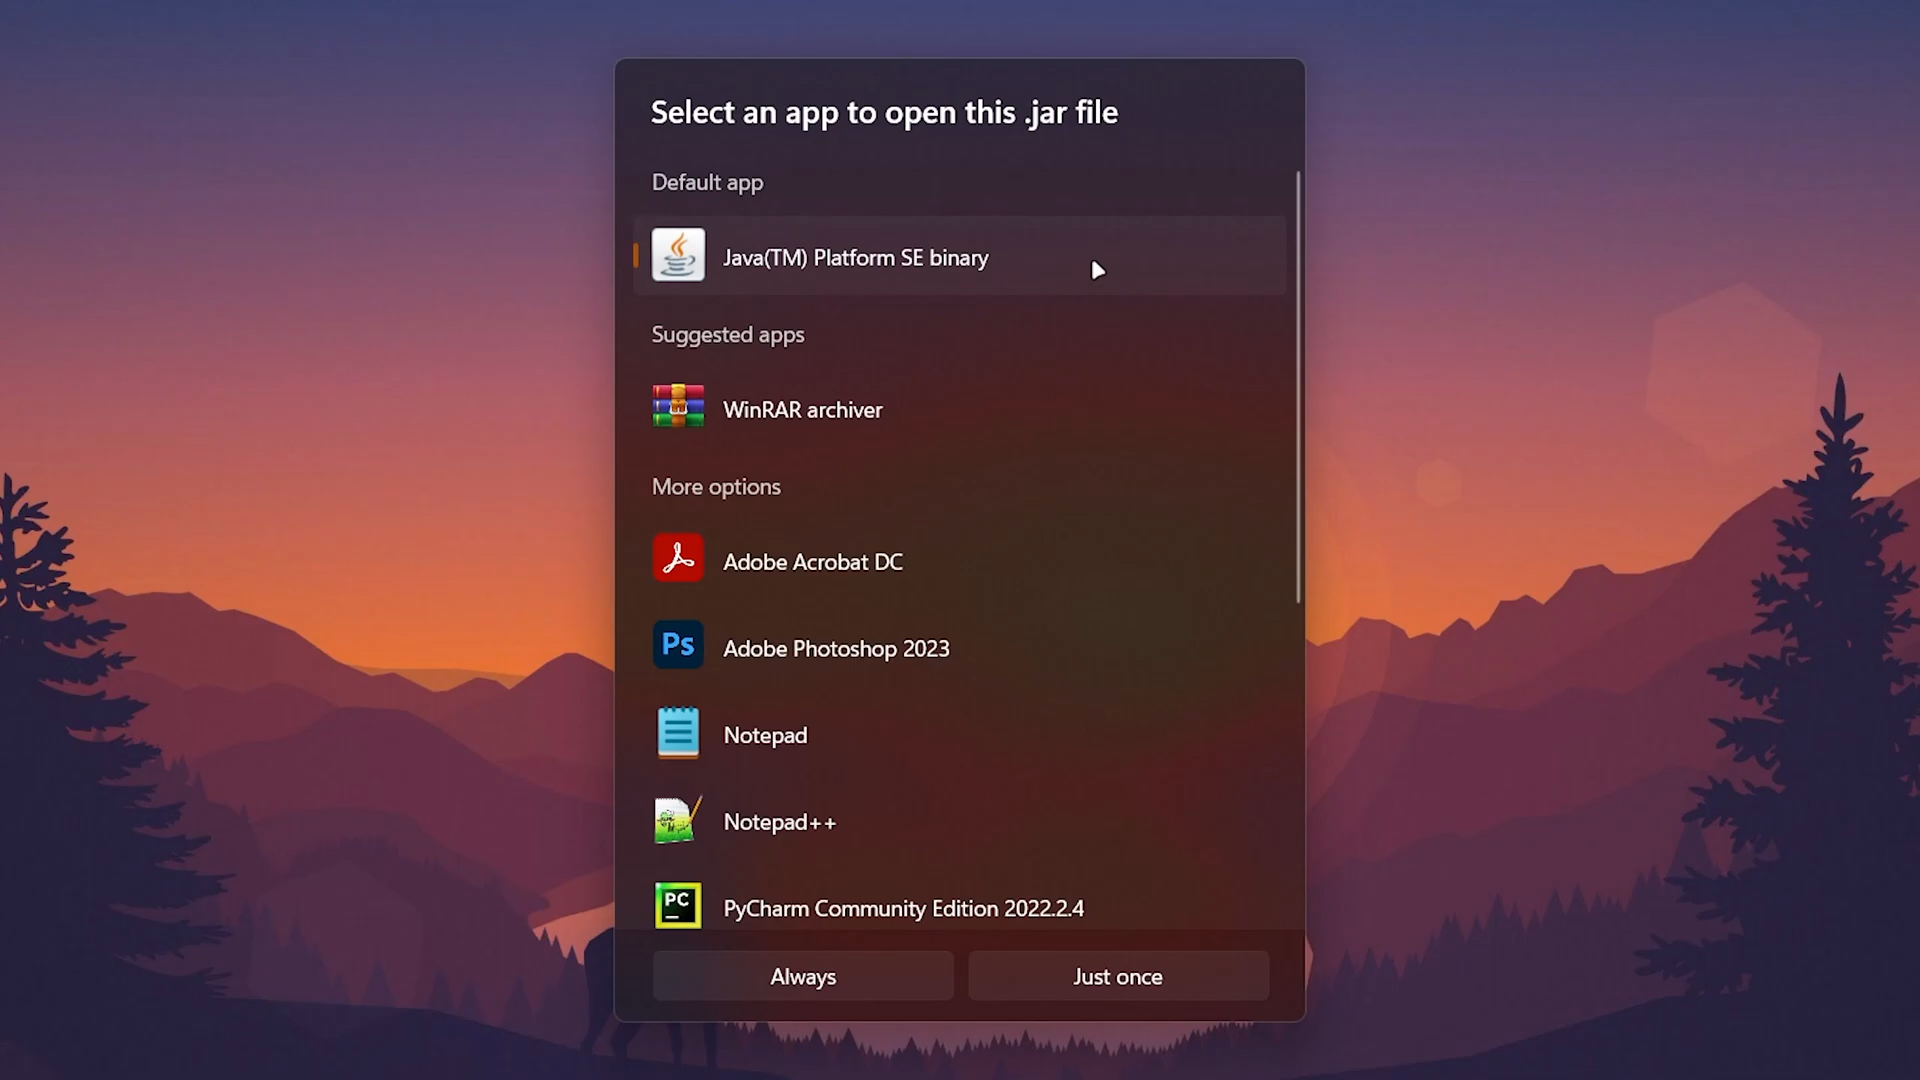 Select an app to open this .jar file
Default app
Java(TM) Platform SE binary
Suggested apps
WinRAR archiver
More options
Adobe Acrobat DC
Ps
Adobe Photoshop 2023
Notepad
Notepad++
PC
PyCharm Community Edition 2022.2.4
Always
Just once